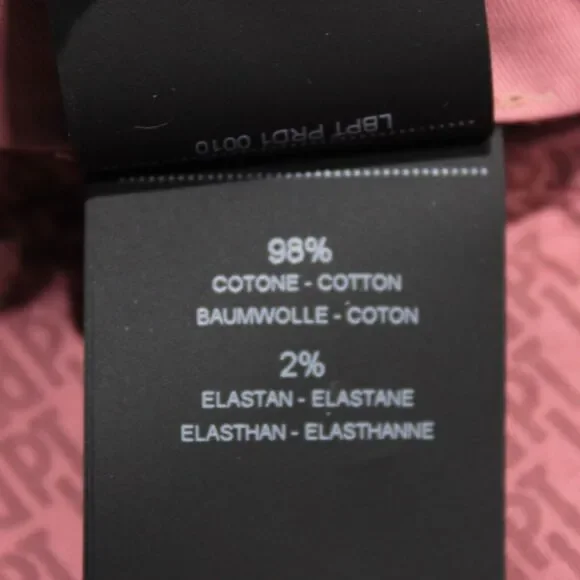 LBPT PRD1 0010
98%
COTONE - COTTON
BAUMWOLLE - COTON
2%
ELASTAN - ELASTANE
ELASTHAN - ELASTHANNE